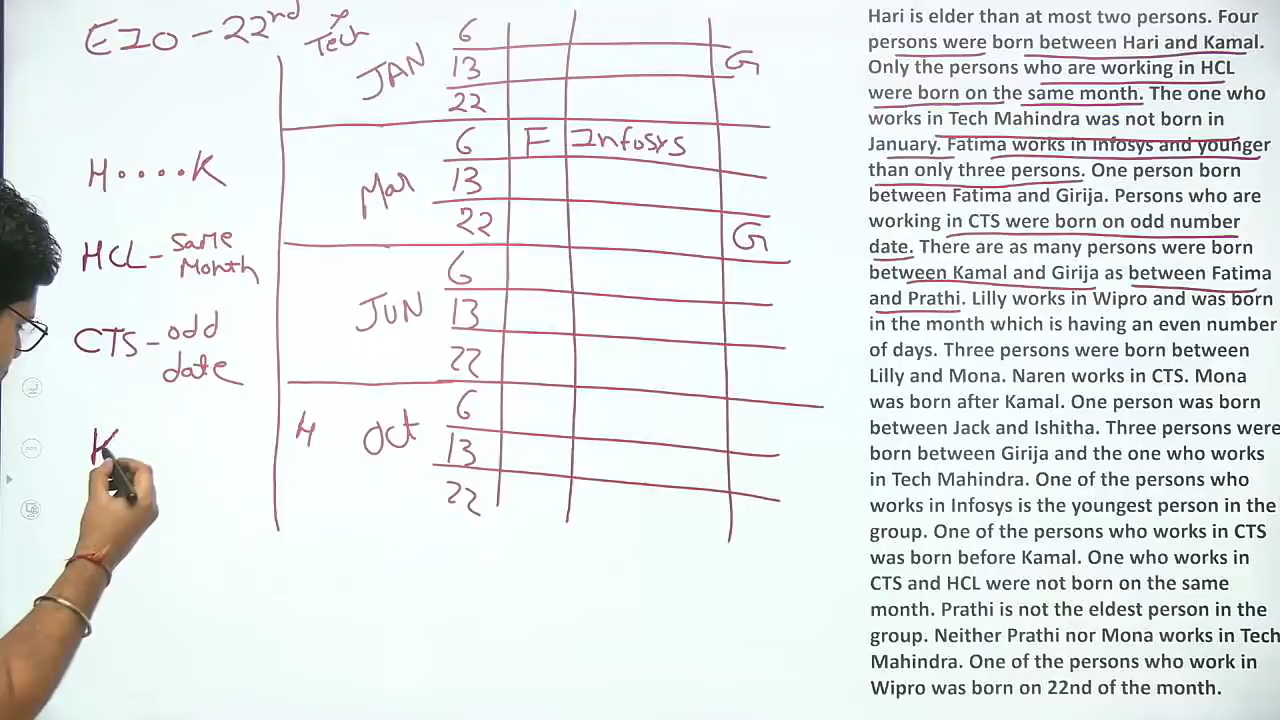 EIO - 22nd
Tech
H....K
HCL - Same Month
CTS - odd date
K
JAN 6
13 G
22
Mar 6 F Infosys
13
22 G
JUN 6
13
22
4 Oct 6
13
22
Hari is elder than at most two persons. Four
persons were born between Hari and Kamal.
Only the persons who are working in HCL
were born on the same month. The one who
works in Tech Mahindra was not born in
January. Fatima works in Infosys and younger
than only three persons. One person born
between Fatima and Girija. Persons who are
working in CTS were born on odd number
date. There are as many persons were born
between Kamal and Girija as between Fatima
and Prathi. Lilly works in Wipro and was born
in the month which is having an even number
of days. Three persons were born between
Lilly and Mona. Naren works in CTS. Mona
was born after Kamal. One person was born
between Jack and Ishitha. Three persons were
born between Girija and the one who works
in Tech Mahindra. One of the persons who
works in Infosys is the youngest person in the
group. One of the persons who works in CTS
was born before Kamal. One who works in
CTS and HCL were not born on the same
month. Prathi is not the eldest person in the
group. Neither Prathi nor Mona works in Tech
Mahindra. One of the persons who work in
Wipro was born on 22nd of the month.